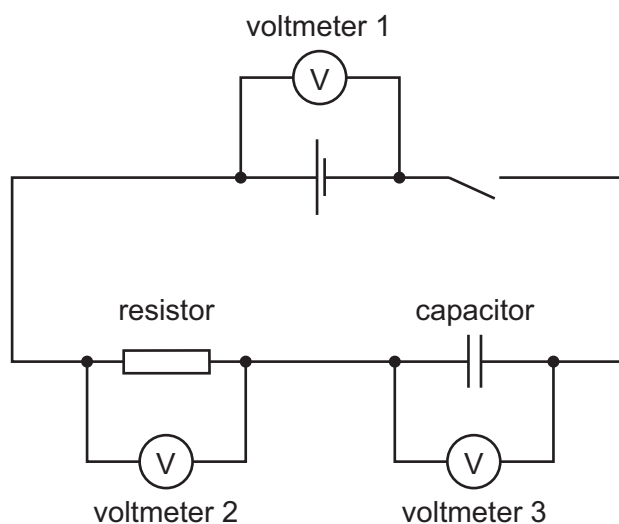 voltmeter 1
V
resistor
capacitor
V
V
voltmeter 2
voltmeter 3